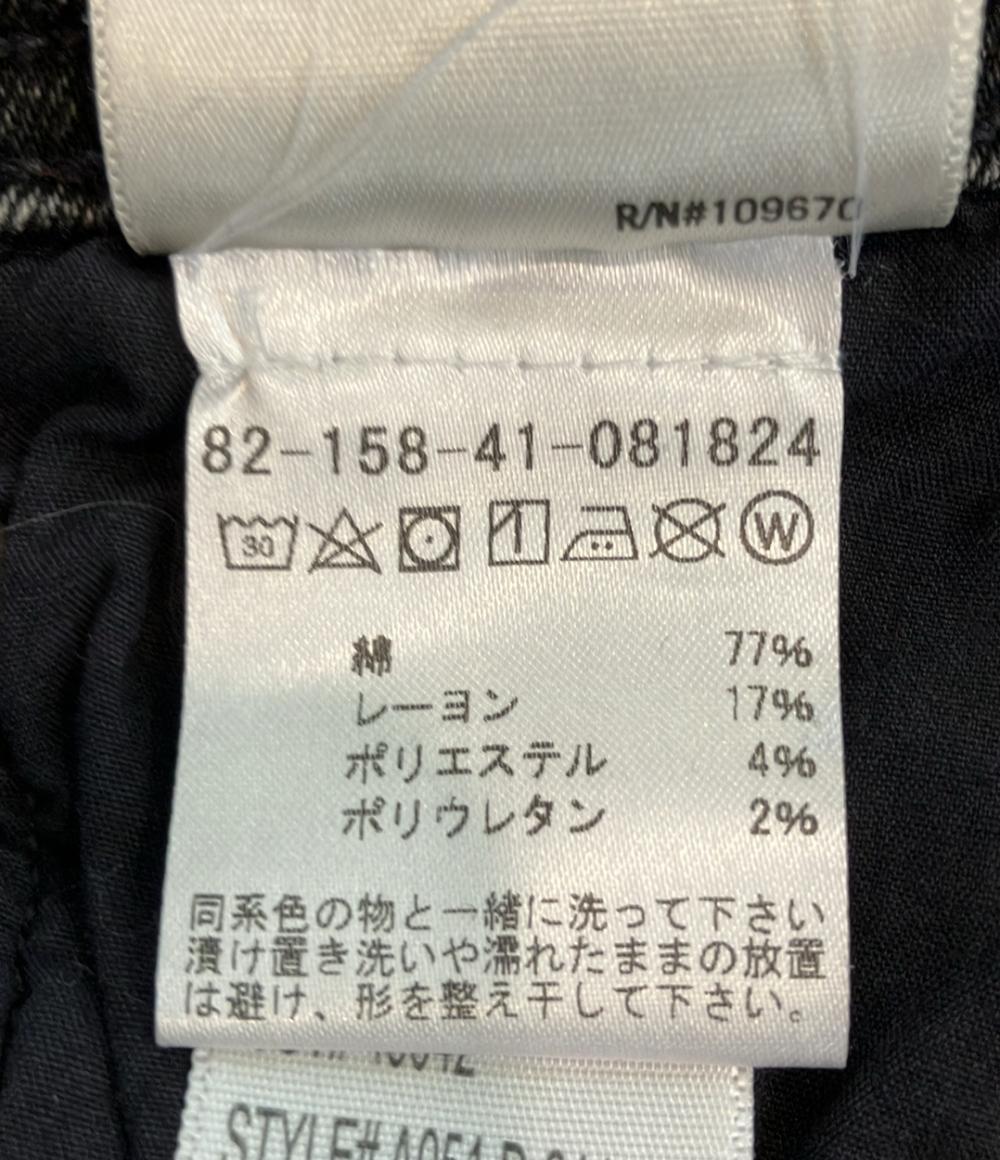 R/N#109670
82-158-41-081824
30
W
綿 77%
レーヨン 17%
ポリエステル 4%
ポリウレタン 2%
同系色の物と一緒に洗って下さい
漬け置き洗いや濡れたままの放置
は避け、形を整え干して下さい。
STYLE#